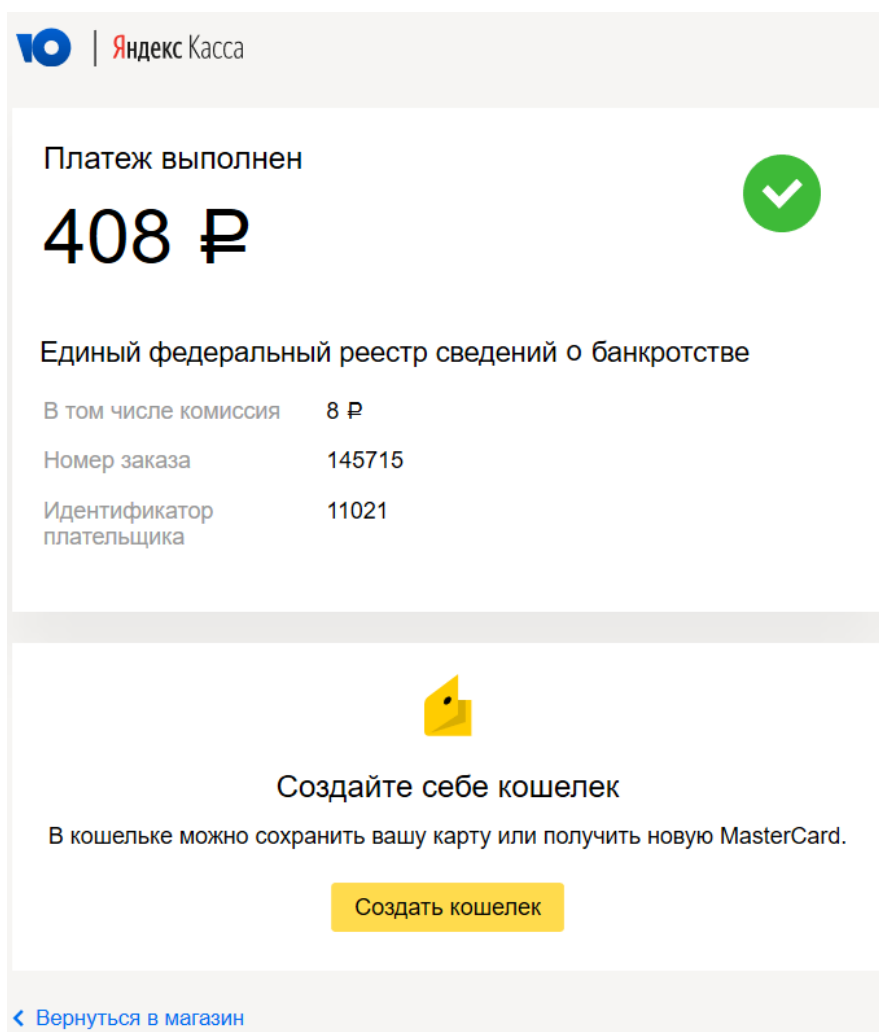 Ю | Яндекс Касса
Платеж выполнен
408 ₽
Единый федеральный реестр сведений о банкротстве
В том числе комиссия 8 ₽
Номер заказа 145715
Идентификатор 11021
плательщика
Создайте себе кошелек
В кошельке можно сохранить вашу карту или получить новую MasterCard.
Создать кошелек
Вернуться в магазин